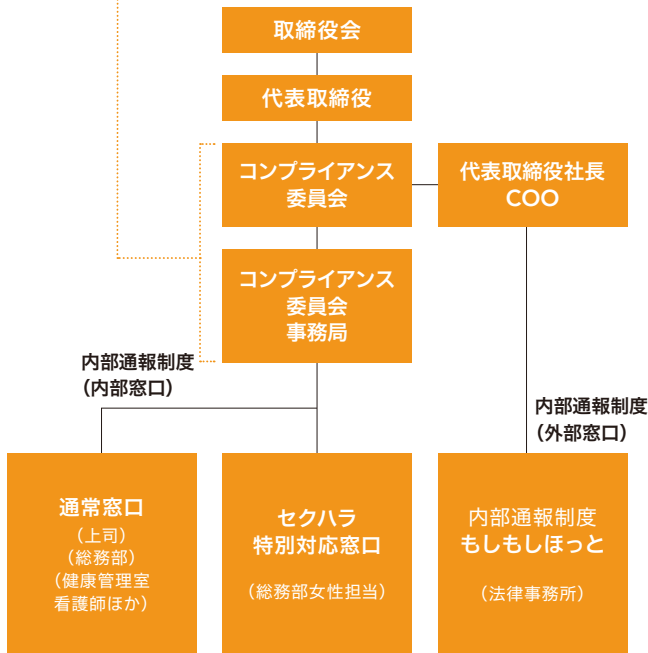 取締役会
代表取締役
コンプライアンス
委員会
代表取締役社長
COO
コンプライアンス
委員会
事務局
内部通報制度
(内部窓口)
内部通報制度
(外部窓口)
通常窓口
(上司)
(総務部)
(健康管理室
看護師ほか)
セクハラ
特別対応窓口
(総務部女性担当)
内部通報制度
もしもしほっと
(法律事務所)